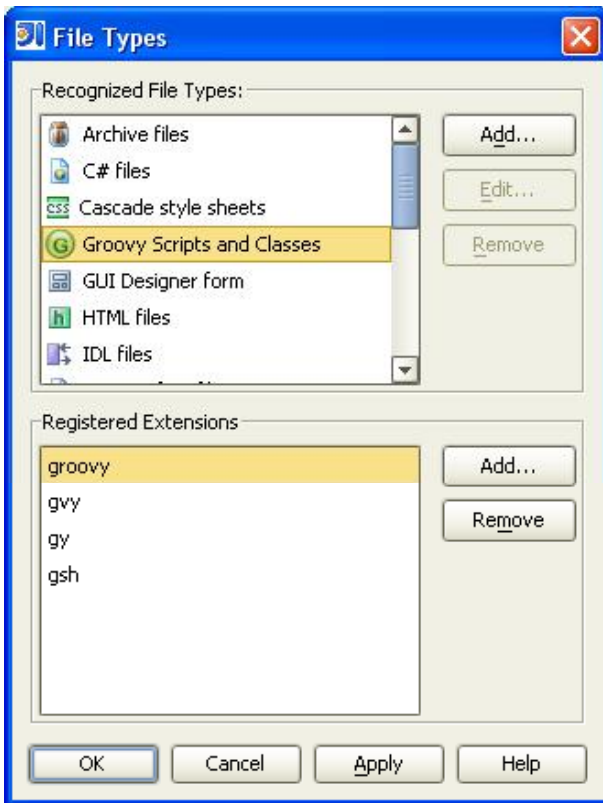 File Types
Recognized File Types:
Archive files
Add...
C# files
Edit...
css Cascade style sheets
G Groovy Scripts and Classes
Remove
GUI Designer form
h HTML files
IDL files
Registered Extensions
groovy
Add...
gvy
Remove
gy
gsh
OK Cancel Apply Help